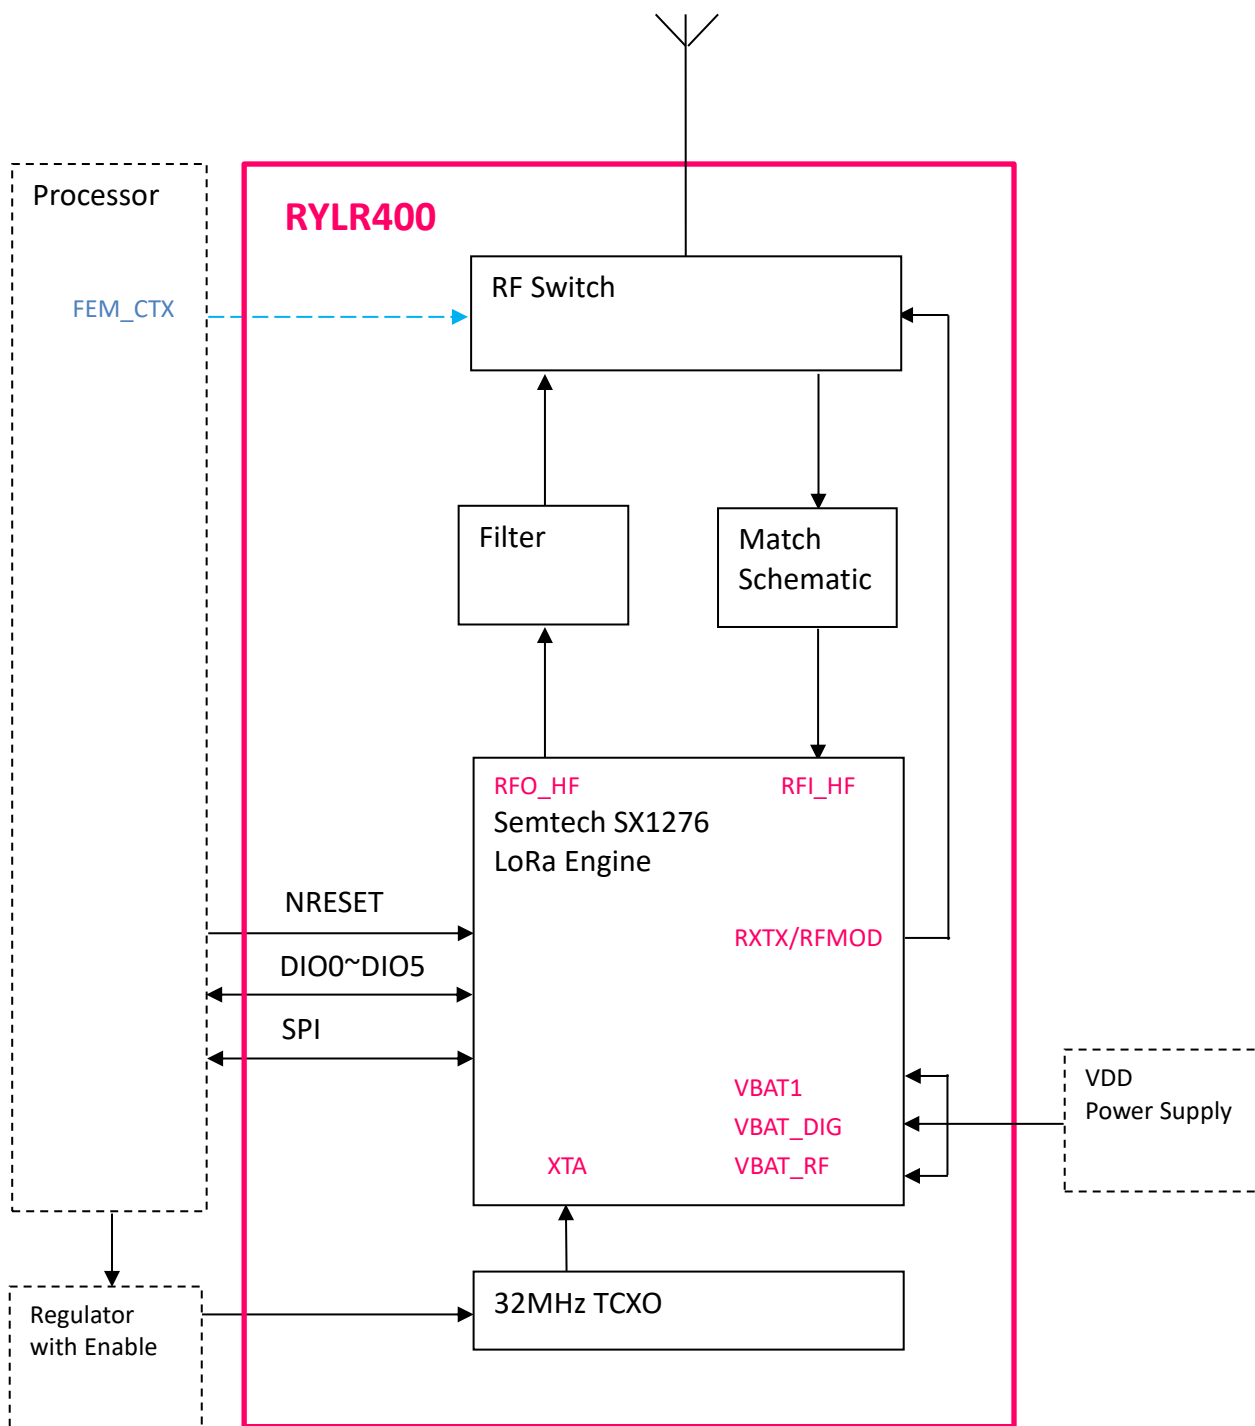 Processor
RYLR400
RF Switch
FEM_CTX
Filter
Match
Schematic
RFO_HF
RFI_HF
Semtech SX1276
LoRa Engine
NRESET
RXTX/RFMOD
DIO0~DIO5
SPI
VBAT1
VDD
Power Supply
VBAT_DIG
XTA
VBAT_RF
32MHz TCXO
Regulator
with Enable